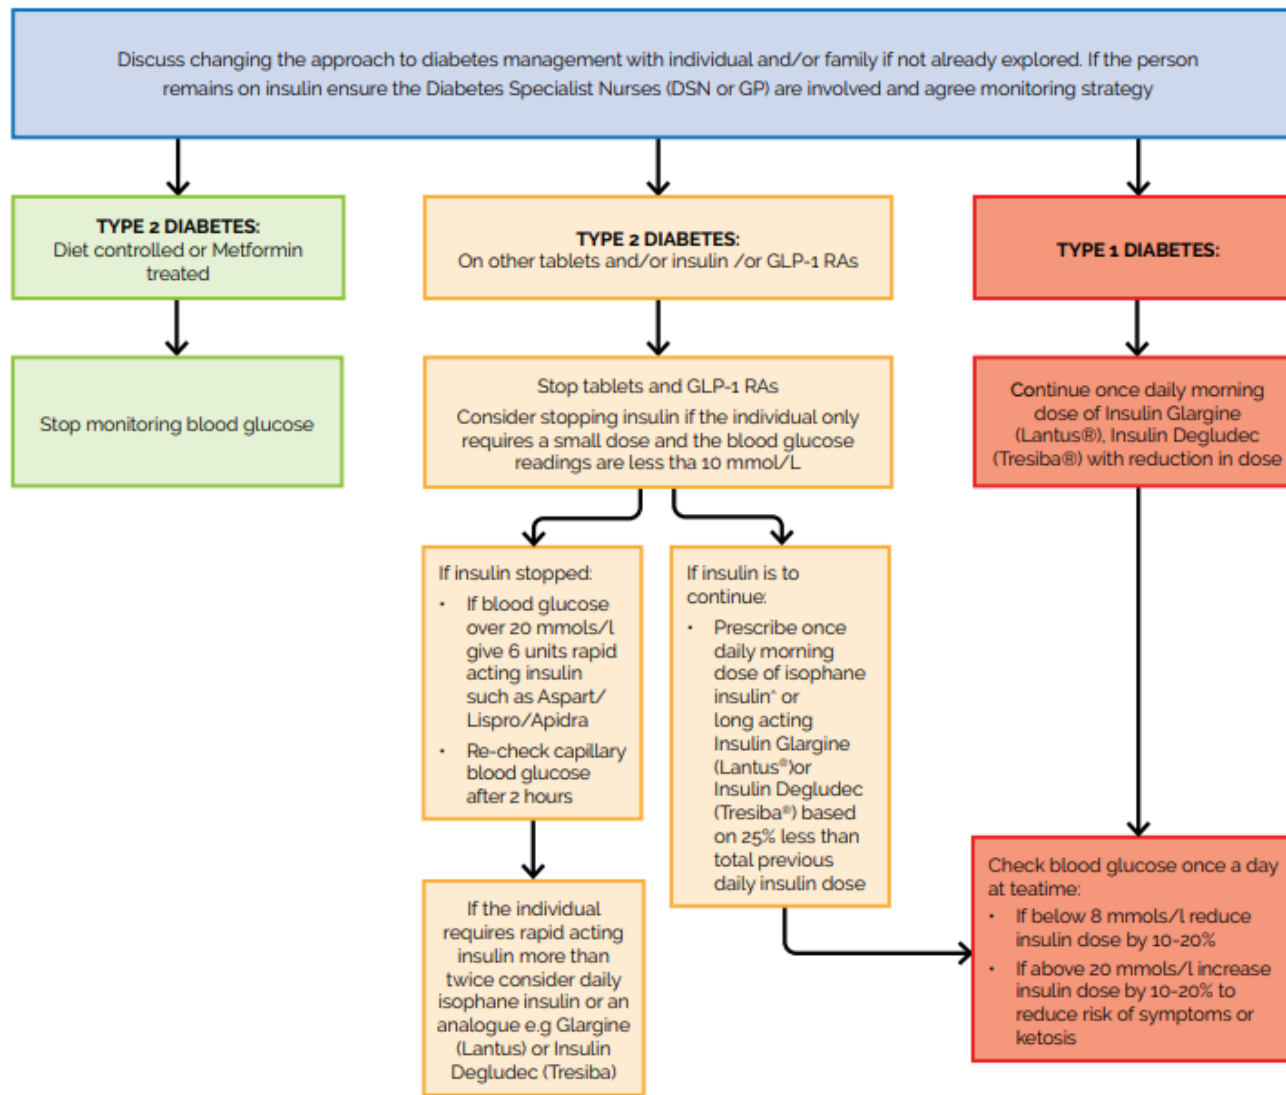 Discuss changing the approach to diabetes management with individual and/or family if not already explored. If the person
remains on insulin ensure the Diabetes Specialist Nurses (DSN or GP) are involved and agree monitoring strategy
TYPE 2 DIABETES:
Diet controlled or Metformin
treated
Stop monitoring blood glucose
TYPE 2 DIABETES:
On other tablets and/or insulin /or GLP-1 RAs
Stop tablets and GLP-1 RAs
Consider stopping insulin if the individual only
requires a small dose and the blood glucose
readings are less tha 10 mmol/L
If insulin stopped:
• If blood glucose
over 20 mmols/l
give 6 units rapid
acting insulin
such as Aspart/
Lispro/Apidra
• Re-check capillary
blood glucose
after 2 hours
If the individual
requires rapid acting
insulin more than
twice consider daily
isophane insulin or an
analogue e.g Glargine
(Lantus) or Insulin
Degludec (Tresiba)
If insulin is to
continue:
• Prescribe once
daily morning
dose of isophane
insulin^ or
long acting
Insulin Glargine
(Lantus®)or
Insulin Degludec
(Tresiba®) based
on 25% less than
total previous
daily insulin dose
TYPE 1 DIABETES:
Continue once daily morning
dose of Insulin Glargine
(Lantus®), Insulin Degludec
(Tresiba®) with reduction in dose
Check blood glucose once a day
at teatime:
• If below 8 mmols/l reduce
insulin dose by 10-20%
• If above 20 mmols/l increase
insulin dose by 10-20% to
reduce risk of symptoms or
ketosis